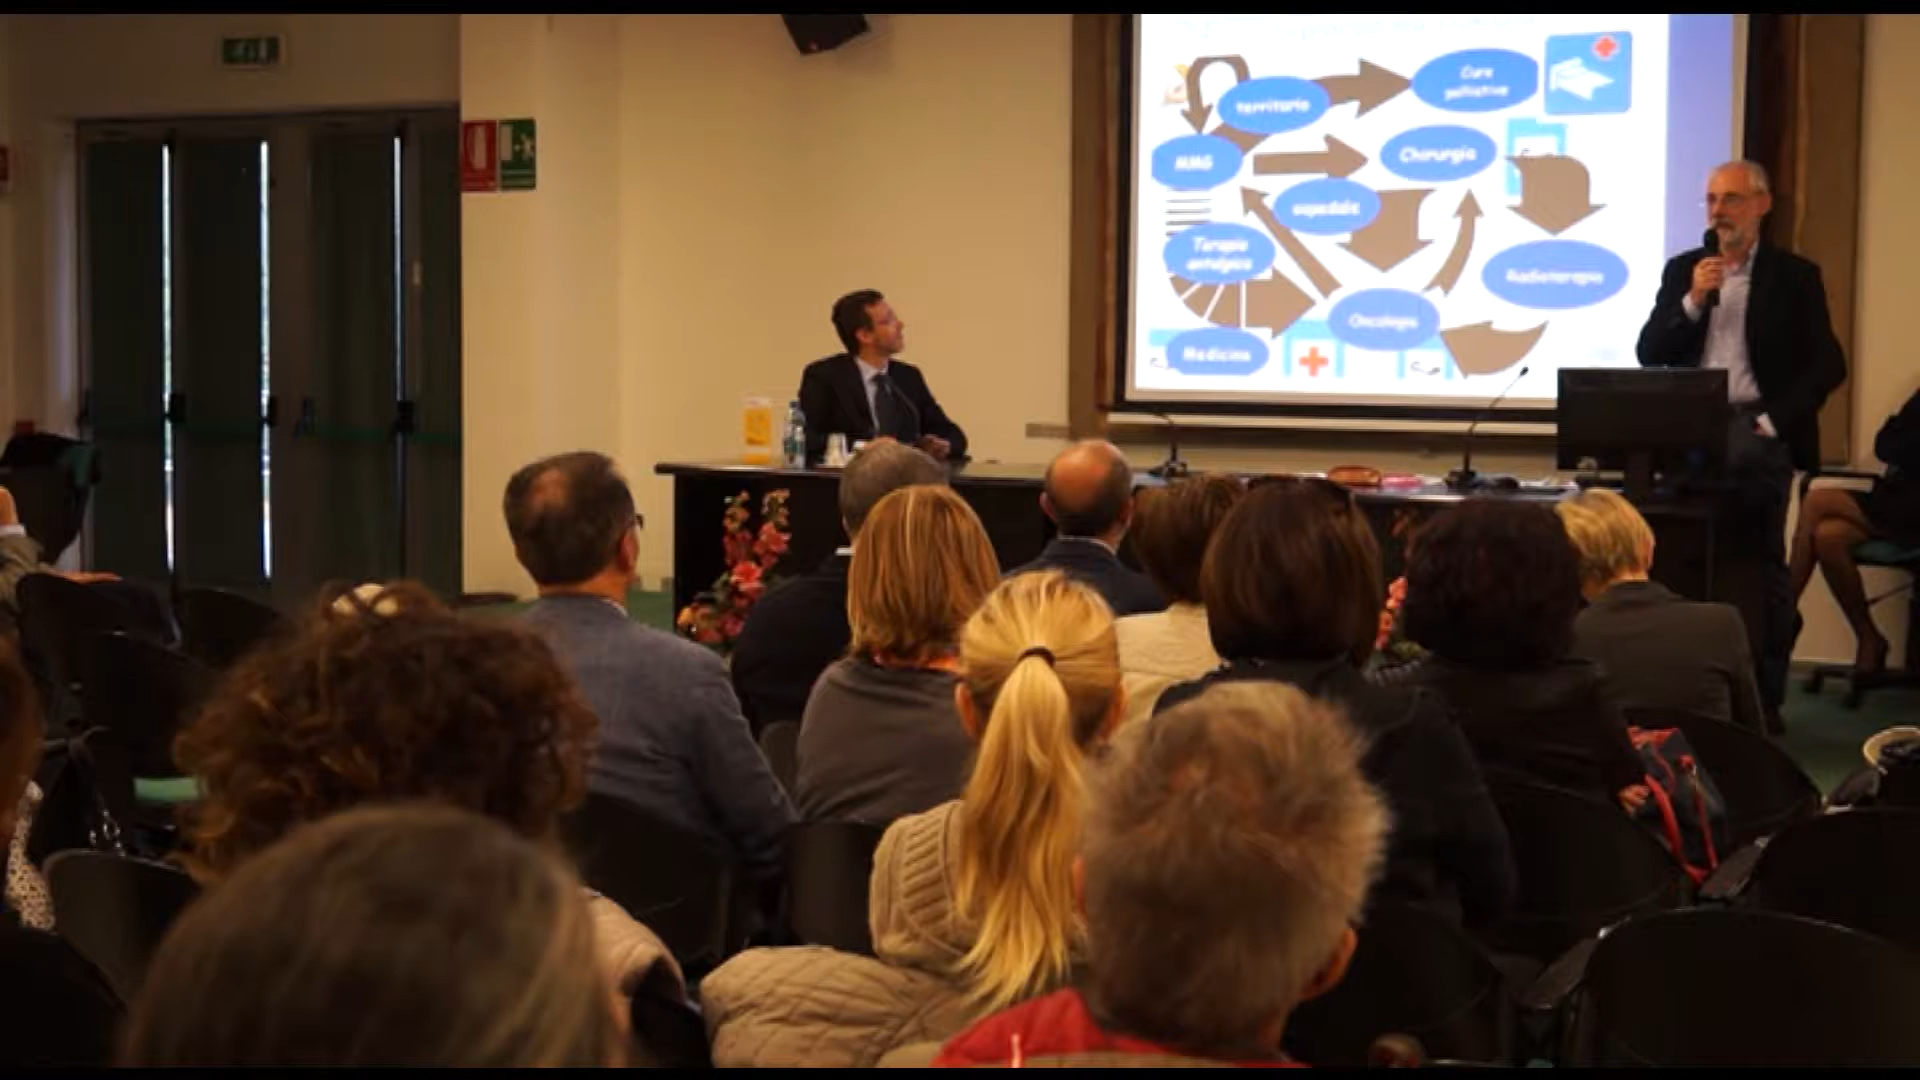 territorio
Cure
palliative
MMG
Chirurgia
ospedale
Terapia
antalgica
Radioterapia
Oncologia
Medicina